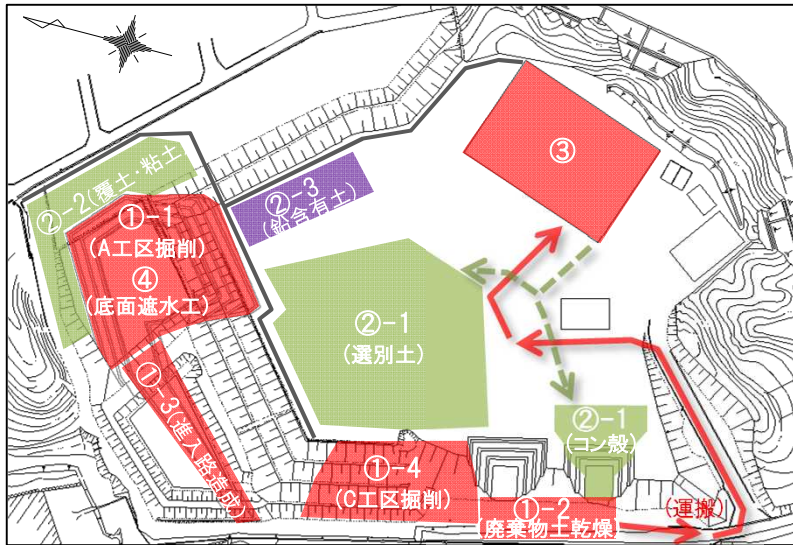 ③
②-3
(鉛含有土)
②-2(覆土・粘土)
①-1
(A工区掘削)
④
(底面遮水工)
②-1
(選別土)
①-3(進入路造成)
②-1
(コン殻)
①-4
(C工区掘削)
①-2
(廃棄物土乾燥)
(運搬)